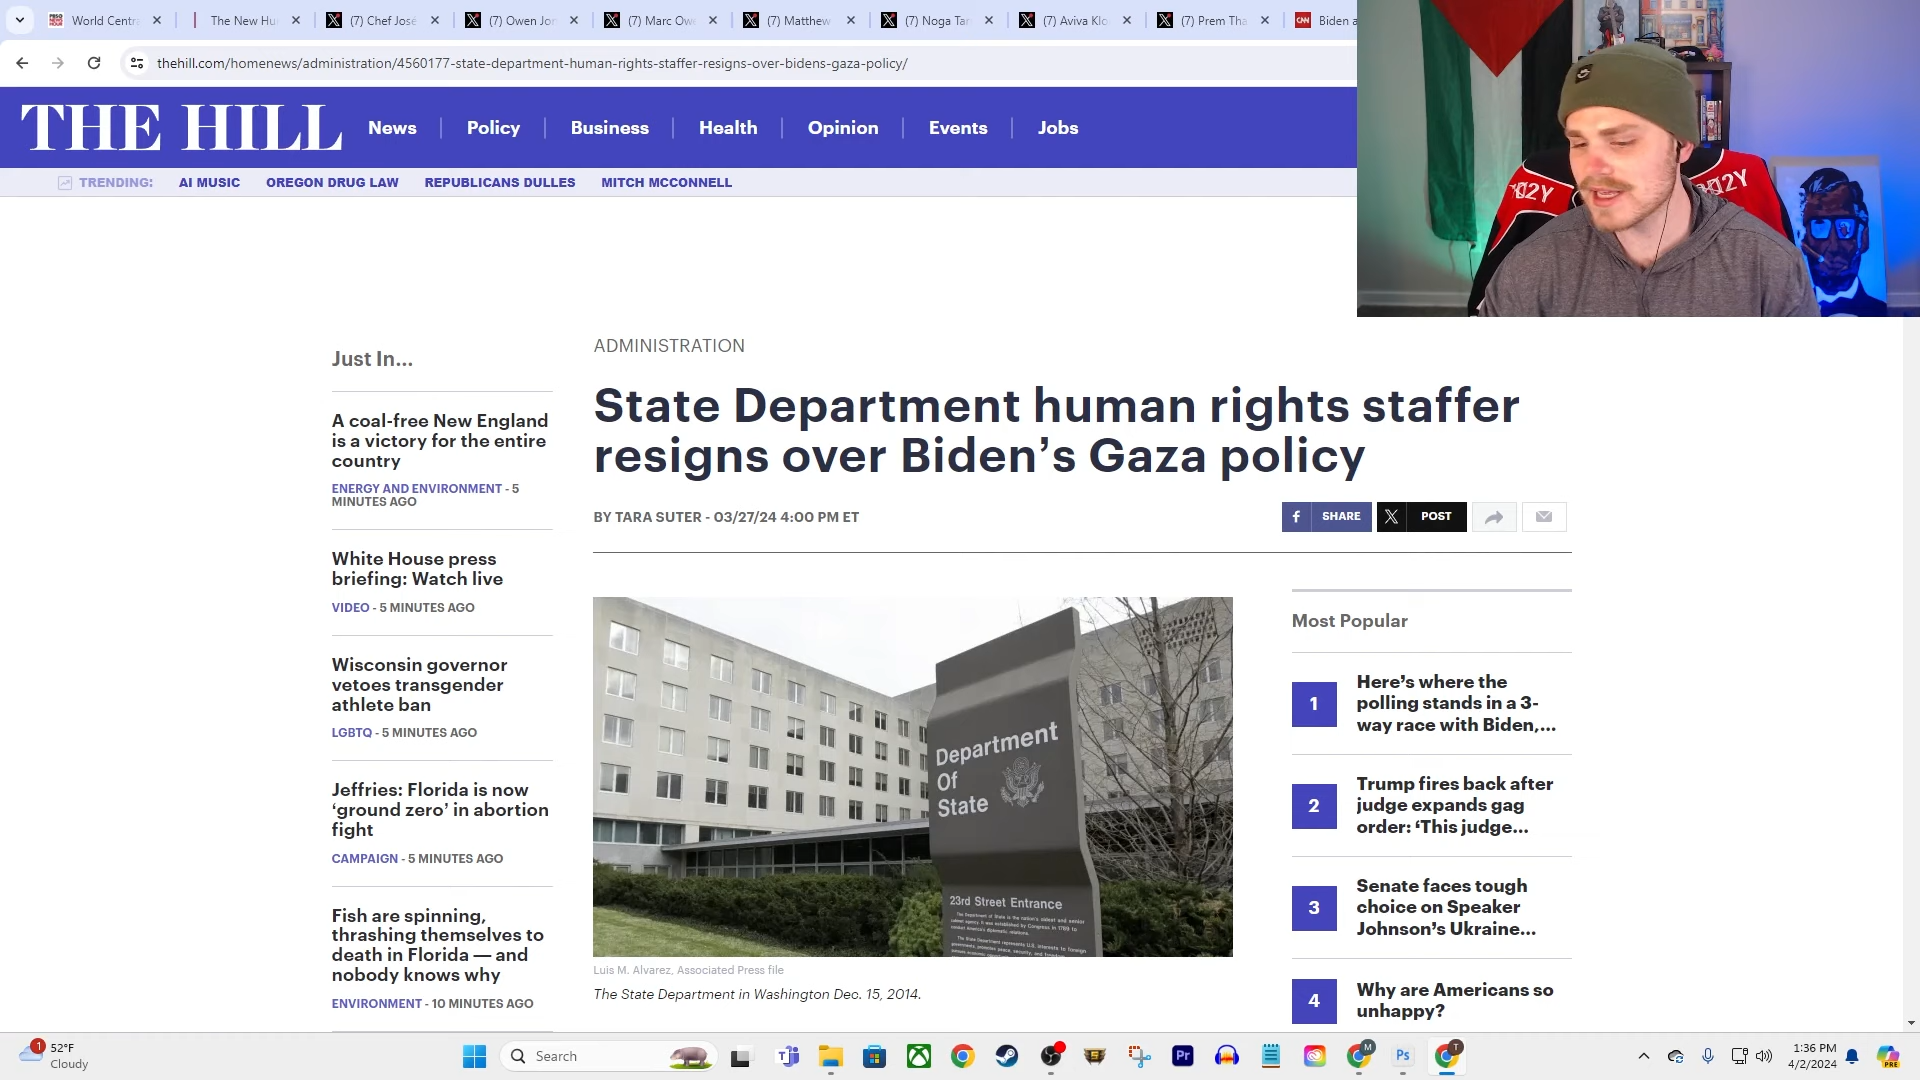 World Centr
The New Hu
(7) Chef José
(7) Owen Jon
(7) Marc Owe
(7) Matthew
(7) Noga Tar
(7) Aviva Klo
(7) Prem Tha
CNN
Biden a
thehill.com/homenews/administration/4560177-state-department-human-rights-staffer-resigns-over-bidens-gaza-policy/
THE HILL
News
Policy
Business
Health
Opinion
Events
Jobs
TRENDING:
AI MUSIC
OREGON DRUG LAW
REPUBLICANS DULLES
MITCH MCCONNELL
ADMINISTRATION
State Department human rights staffer
resigns over Biden’s Gaza policy
BY TARA SUTER - 03/27/24 4:00 PM ET
SHARE
POST
Just In...
A coal-free New England
is a victory for the entire
country
ENERGY AND ENVIRONMENT - 5
MINUTES AGO
White House press
briefing: Watch live
VIDEO - 5 MINUTES AGO
Wisconsin governor
vetoes transgender
athlete ban
LGBTQ - 5 MINUTES AGO
Jeffries: Florida is now
‘ground zero’ in abortion
fight
CAMPAIGN - 5 MINUTES AGO
Fish are spinning,
thrashing themselves to
death in Florida — and
nobody knows why
ENVIRONMENT - 10 MINUTES AGO
Department
Of
State
23rd Street Entrance
Luis M. Alvarez, Associated Press file
The State Department in Washington Dec. 15, 2014.
Most Popular
1
Here’s where the
polling stands in a 3-
way race with Biden,...
2
Trump fires back after
judge expands gag
order: ‘This judge...
3
Senate faces tough
choice on Speaker
Johnson’s Ukraine...
4
Why are Americans so
unhappy?
1
52°F
Cloudy
Search
Pr
M
Ps
T
1:36 PM
4/2/2024
PRE